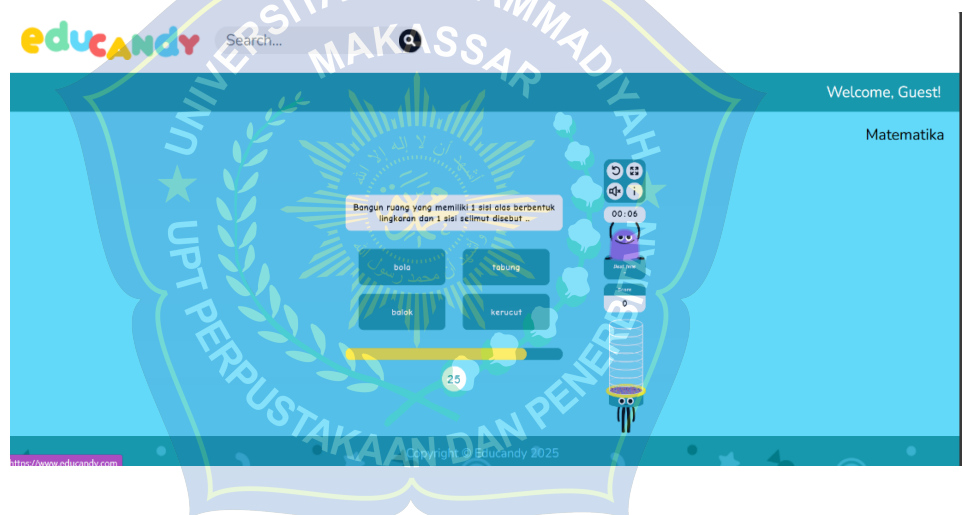 educandy
Search...
Welcome, Guest!
Matematika
00:06
Bangun ruang yang memiliki 1 sisi alas berbentuk
lingkaran dan 1 sisi selimut disebut ..
bola
tabung
balok
kerucut
Score
0
25
Copyright © Educandy 2025
https://www.educandy.com
UNIVERSITAS MUHAMMADIYAH
MAKASSAR
UPT PERPUSTAKAAN DAN PENERBITAN